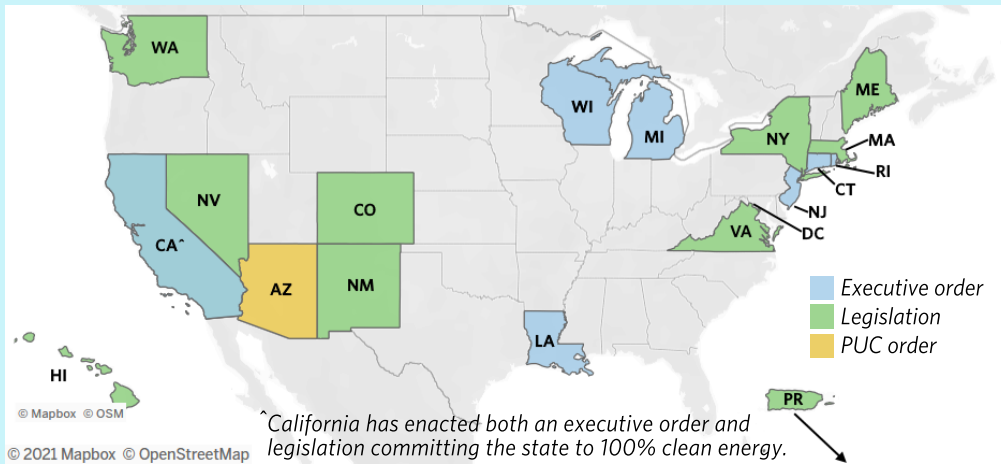 WA
ME
WI
MI
NY
MA
RI
CT
NV
CO
NJ
VA
DC
CAˆ
AZ
NM
Executive order
Legislation
PUC order
LA
HI
PR
© Mapbox © OSM
ˆCalifornia has enacted both an executive order and
legislation committing the state to 100% clean energy.
© 2021 Mapbox © OpenStreetMap